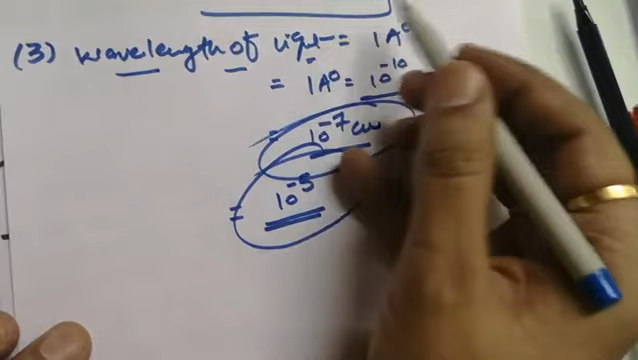 (3) wavelength of light = 1A°
= 1A° = 10⁻¹⁰
= 10⁻⁷ cm
= 10⁻⁵